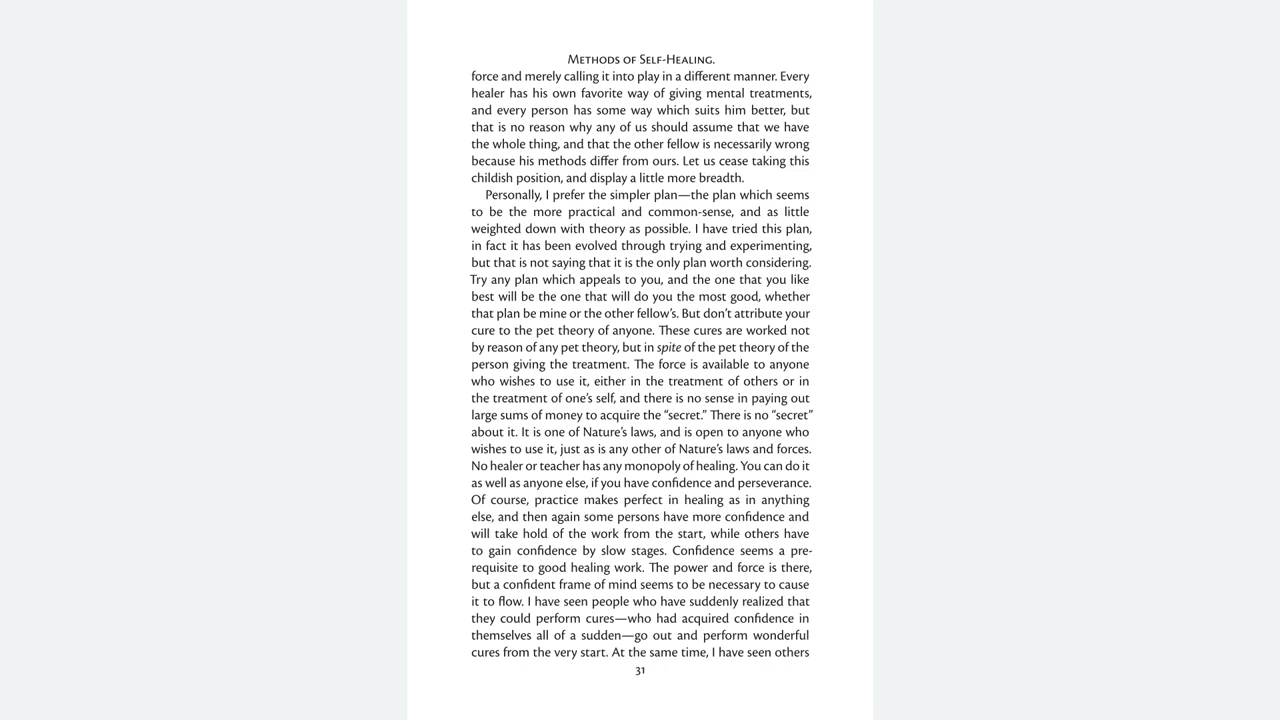 Methods of Self-Healing.
force and merely calling it into play in a different manner. Every
healer has his own favorite way of giving mental treatments,
and every person has some way which suits him better, but
that is no reason why any of us should assume that we have
the whole thing, and that the other fellow is necessarily wrong
because his methods differ from ours. Let us cease taking this
childish position, and display a little more breadth.
Personally, I prefer the simpler plan—the plan which seems
to be the more practical and common-sense, and as little
weighted down with theory as possible. I have tried this plan,
in fact it has been evolved through trying and experimenting,
but that is not saying that it is the only plan worth considering.
Try any plan which appeals to you, and the one that you like
best will be the one that will do you the most good, whether
that plan be mine or the other fellow’s. But don’t attribute your
cure to the pet theory of anyone. These cures are worked not
by reason of any pet theory, but in spite of the pet theory of the
person giving the treatment. The force is available to anyone
who wishes to use it, either in the treatment of others or in
the treatment of one’s self, and there is no sense in paying out
large sums of money to acquire the “secret.” There is no “secret”
about it. It is one of Nature’s laws, and is open to anyone who
wishes to use it, just as is any other of Nature’s laws and forces.
No healer or teacher has any monopoly of healing. You can do it
as well as anyone else, if you have confidence and perseverance.
Of course, practice makes perfect in healing as in anything
else, and then again some persons have more confidence and
will take hold of the work from the start, while others have
to gain confidence by slow stages. Confidence seems a pre-
requisite to good healing work. The power and force is there,
but a confident frame of mind seems to be necessary to cause
it to flow. I have seen people who have suddenly realized that
they could perform cures—who had acquired confidence in
themselves all of a sudden—go out and perform wonderful
cures from the very start. At the same time, I have seen others
31